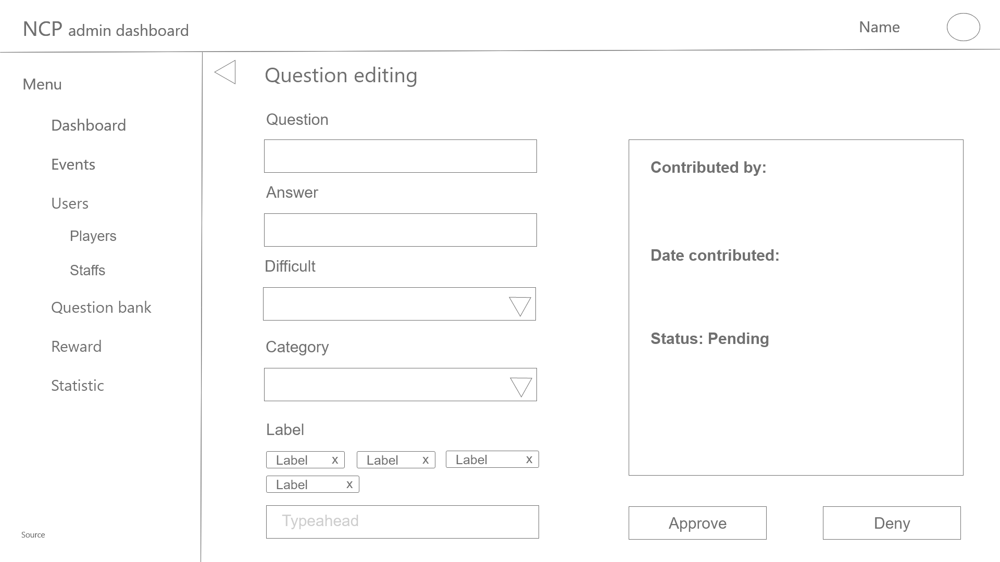 NCP admin dashboard
Name
Menu
Dashboard
Events
Users
Players
Staffs
Question bank
Reward
Statistic
Source
Question editing
Question
Answer
Difficult
Category
Label
Label x
Label x
Label x
Label x
Typeahead
Contributed by:
Date contributed:
Status: Pending
Approve
Deny